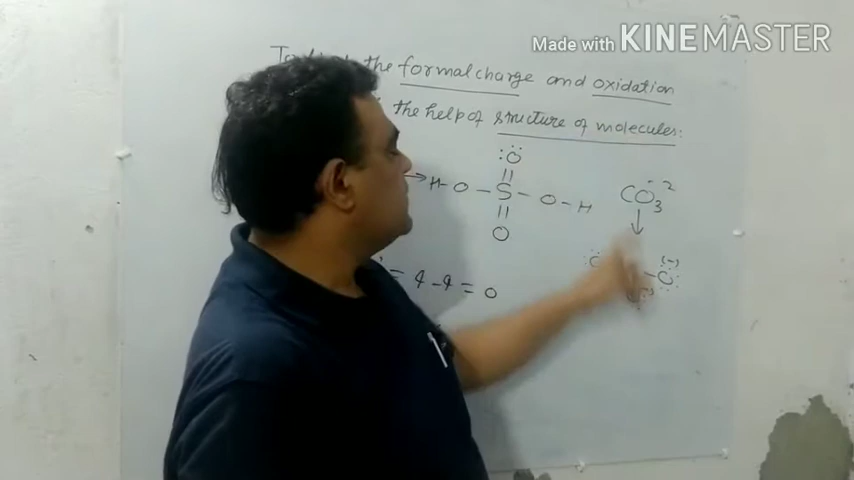 Made with KINEMASTER
the formal charge and oxidation
the help of structure of molecules:
:Ö
||
→ H - O - S - O - H
||
O
CO₃⁻²
↓
(-)
= 4 - 4 = 0